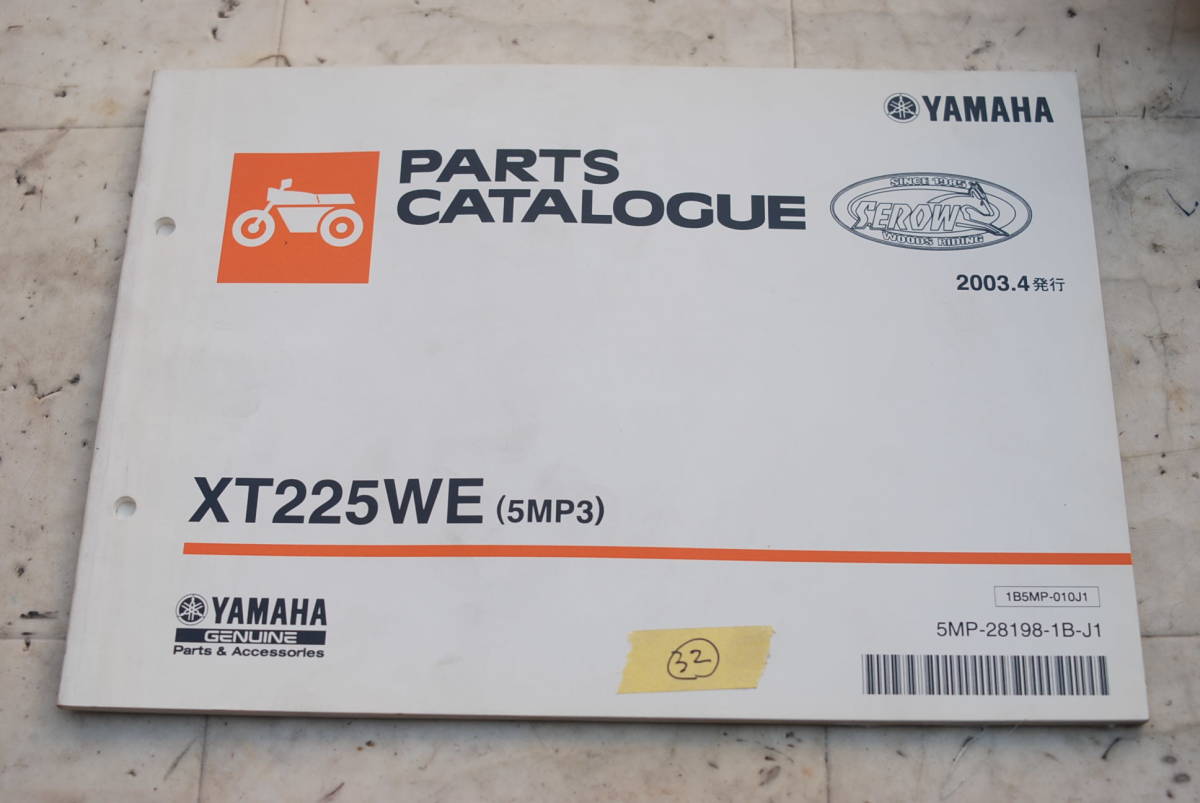 YAMAHA
PARTS
CATALOGUE
SINCE 1985
SEROW
WOODS RIDING
2003.4発行
XT225WE (5MP3)
YAMAHA
GENUINE
Parts & Accessories
1B5MP-010J1
5MP-28198-1B-J1
32